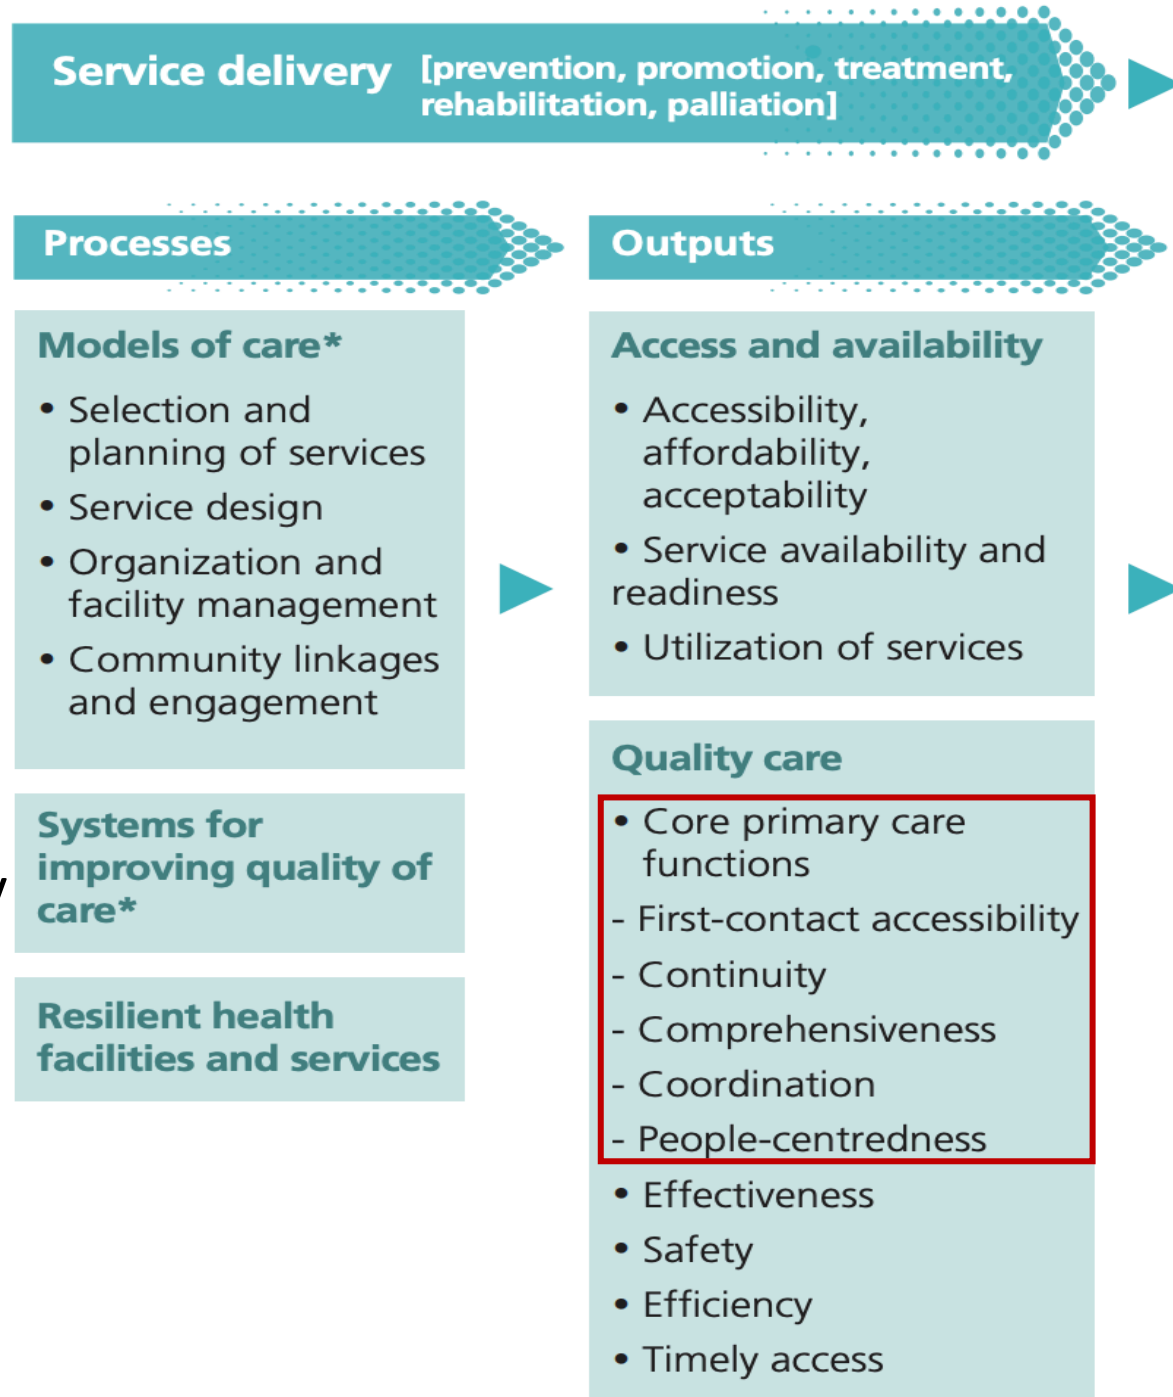 Service delivery [prevention, promotion, treatment,
rehabilitation, palliation]
Processes
Models of care*
• Selection and
planning of services
• Service design
• Organization and
facility management
• Community linkages
and engagement
Systems for
improving quality of
care*
Resilient health
facilities and services
Outputs
Access and availability
• Accessibility,
affordability,
acceptability
• Service availability and
readiness
• Utilization of services
Quality care
• Core primary care
functions
- First-contact accessibility
- Continuity
- Comprehensiveness
- Coordination
- People-centredness
• Effectiveness
• Safety
• Efficiency
• Timely access